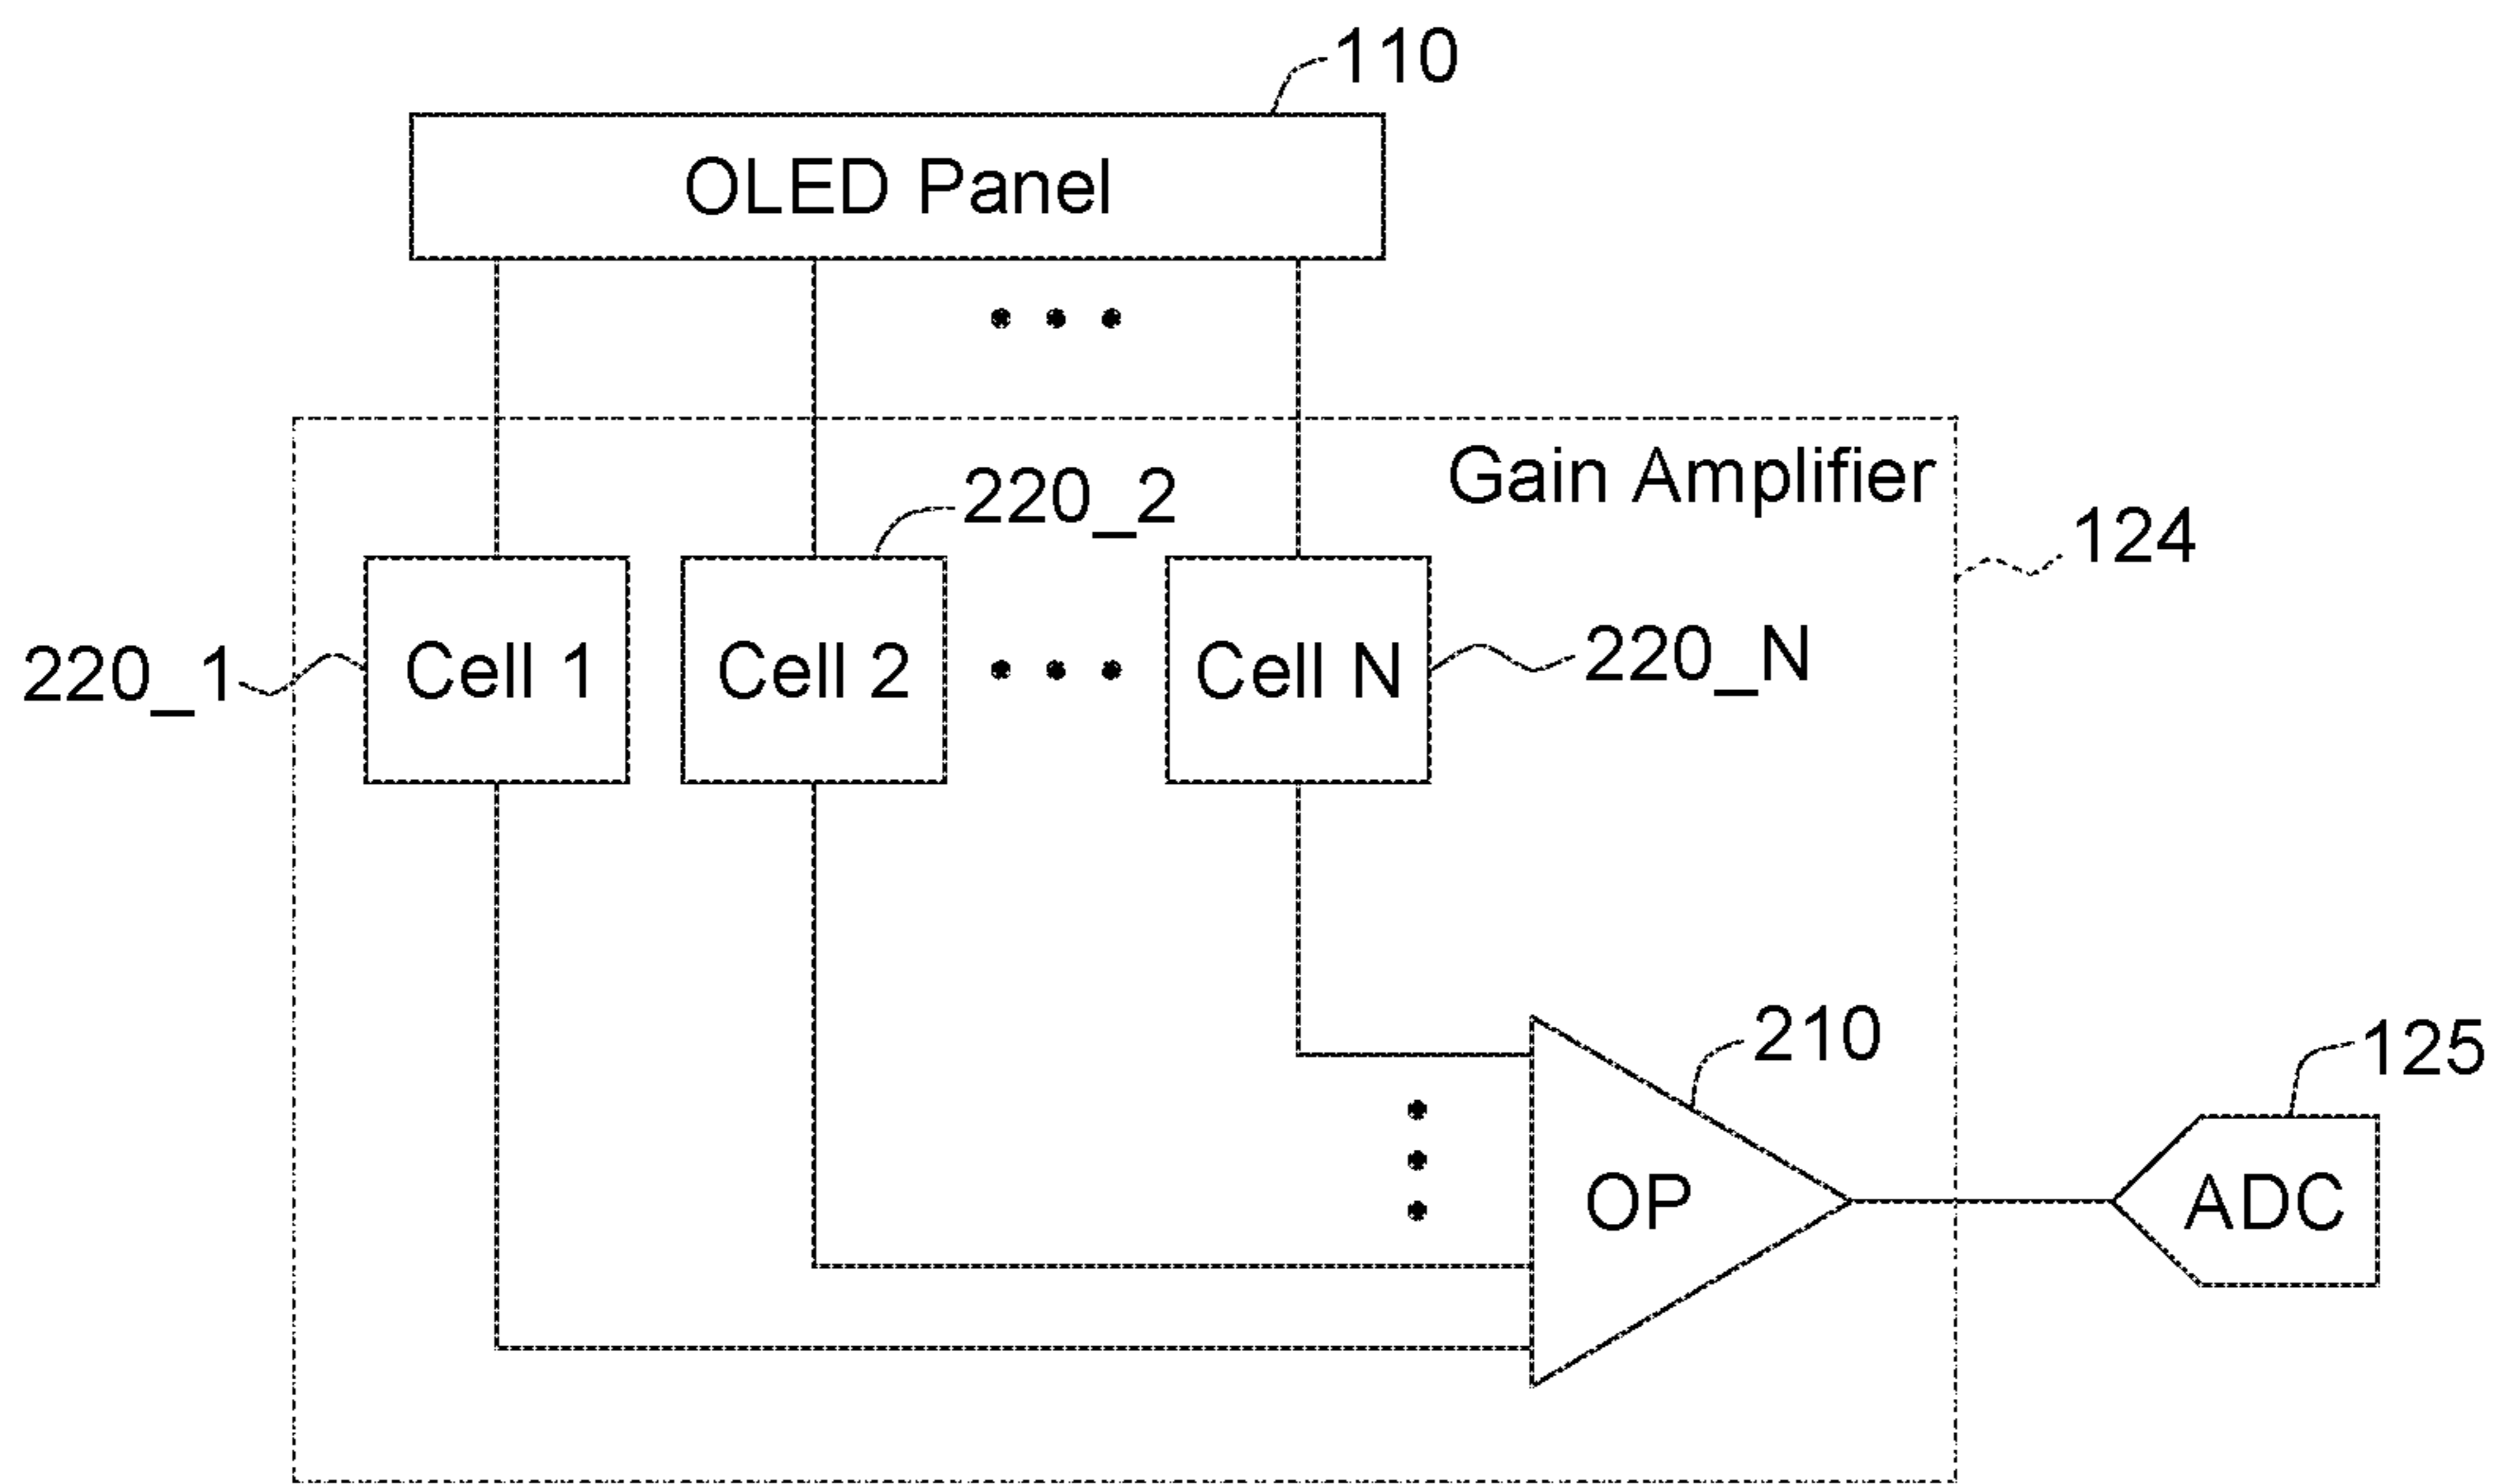 110
OLED Panel
Gain Amplifier
220_2
124
220_1
Cell 1
Cell 2
Cell N
220_N
210
125
OP
ADC